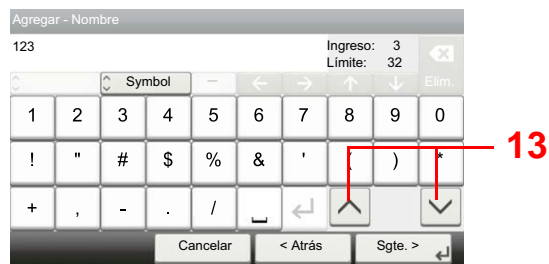 Agregar - Nombre
123
Ingreso: 3
Límite: 32
Symbol
Elim.
1 2 3 4 5 6 7 8 9 0
! " # $ % & ' ( ) *
+ , - . /
13
Cancelar < Atrás Sgte. >